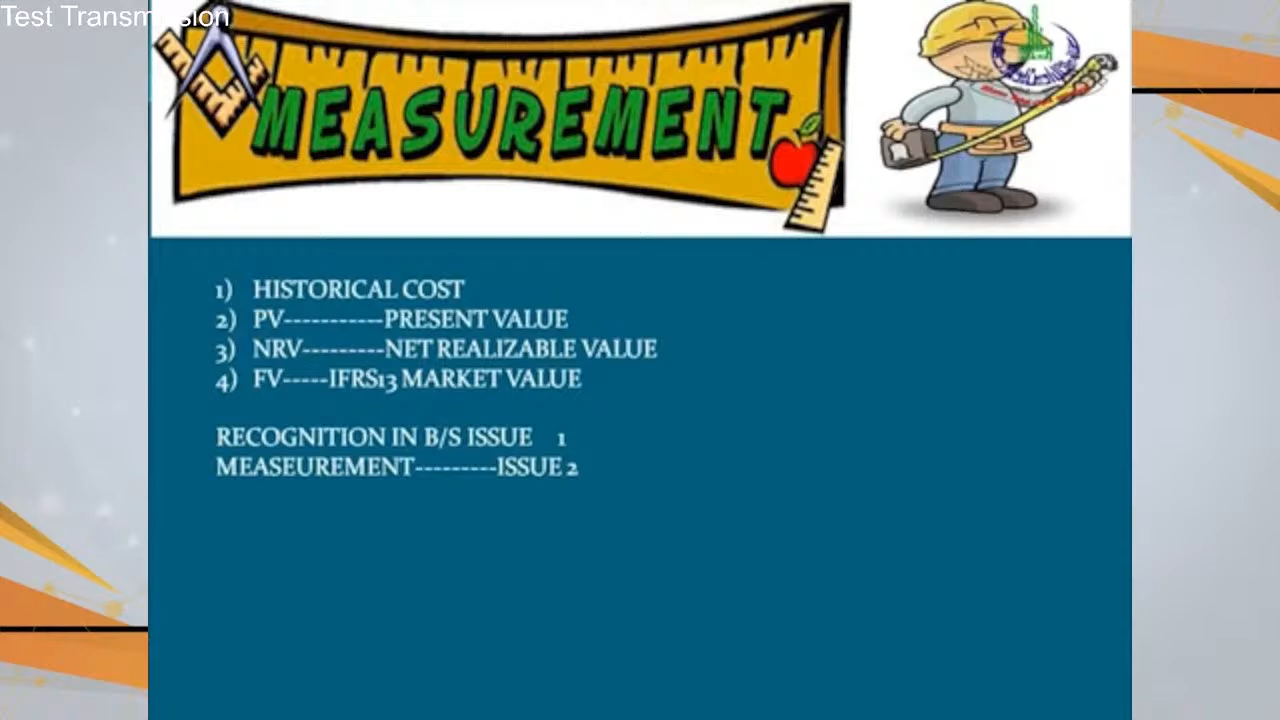 Test Transmission
MEASUREMENT
1) HISTORICAL COST
2) PV-----------PRESENT VALUE
3) NRV---------NET REALIZABLE VALUE
4) FV-----IFRS13 MARKET VALUE
RECOGNITION IN B/S ISSUE 1
MEASEUREMENT---------ISSUE 2